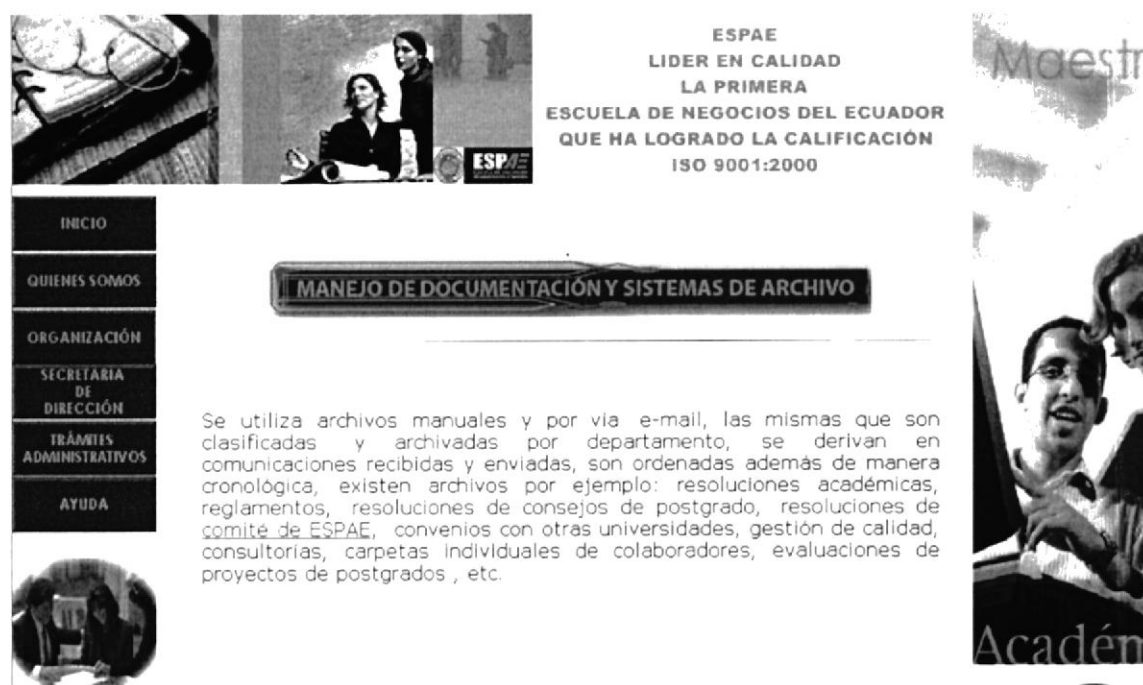 ESPAE
LIDER EN CALIDAD
LA PRIMERA
ESCUELA DE NEGOCIOS DEL ECUADOR
QUE HA LOGRADO LA CALIFICACIÓN
ISO 9001:2000
ESPAE
Maestr
INICIO
QUIENES SOMOS
ORGANIZACIÓN
SECRETARIA
DE
DIRECCIÓN
TRÁMITES
ADMINISTRATIVOS
AYUDA
MANEJO DE DOCUMENTACIÓN Y SISTEMAS DE ARCHIVO
Se utiliza archivos manuales y por vía e-mail, las mismas que son
clasificadas y archivadas por departamento, se derivan en
comunicaciones recibidas y enviadas, son ordenadas además de manera
cronológica, existen archivos por ejemplo: resoluciones académicas,
reglamentos, resoluciones de consejos de postgrado, resoluciones de
comité de ESPAE, convenios con otras universidades, gestión de calidad,
consultorías, carpetas individuales de colaboradores, evaluaciones de
proyectos de postgrados , etc.
Académ